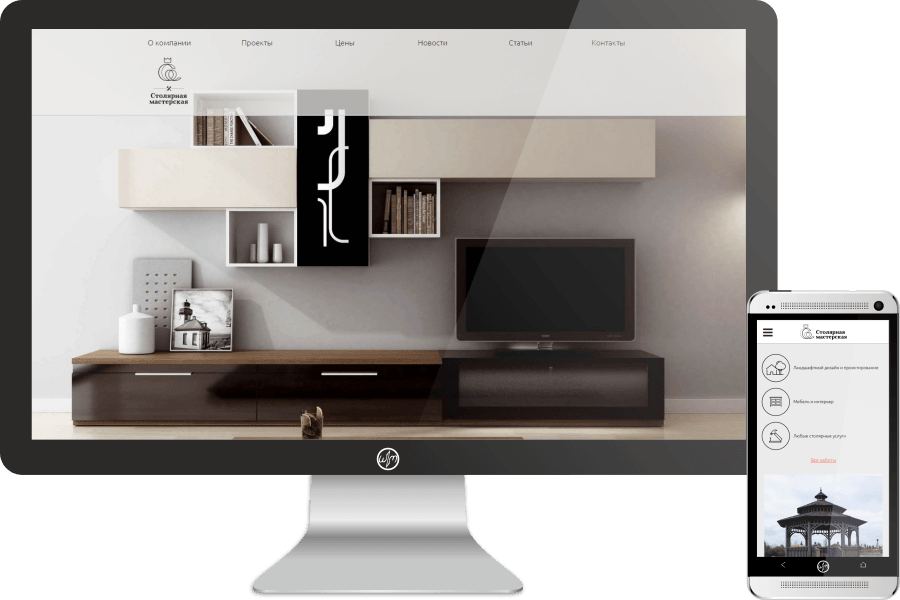 О компании
Проекты
Цены
Новости
Статьи
Контакты
Столярная
мастерская
Столярная
мастерская
Ландшафтный дизайн и проектирование
Мебель и интерьер
Любые столярные услуги
Все работы